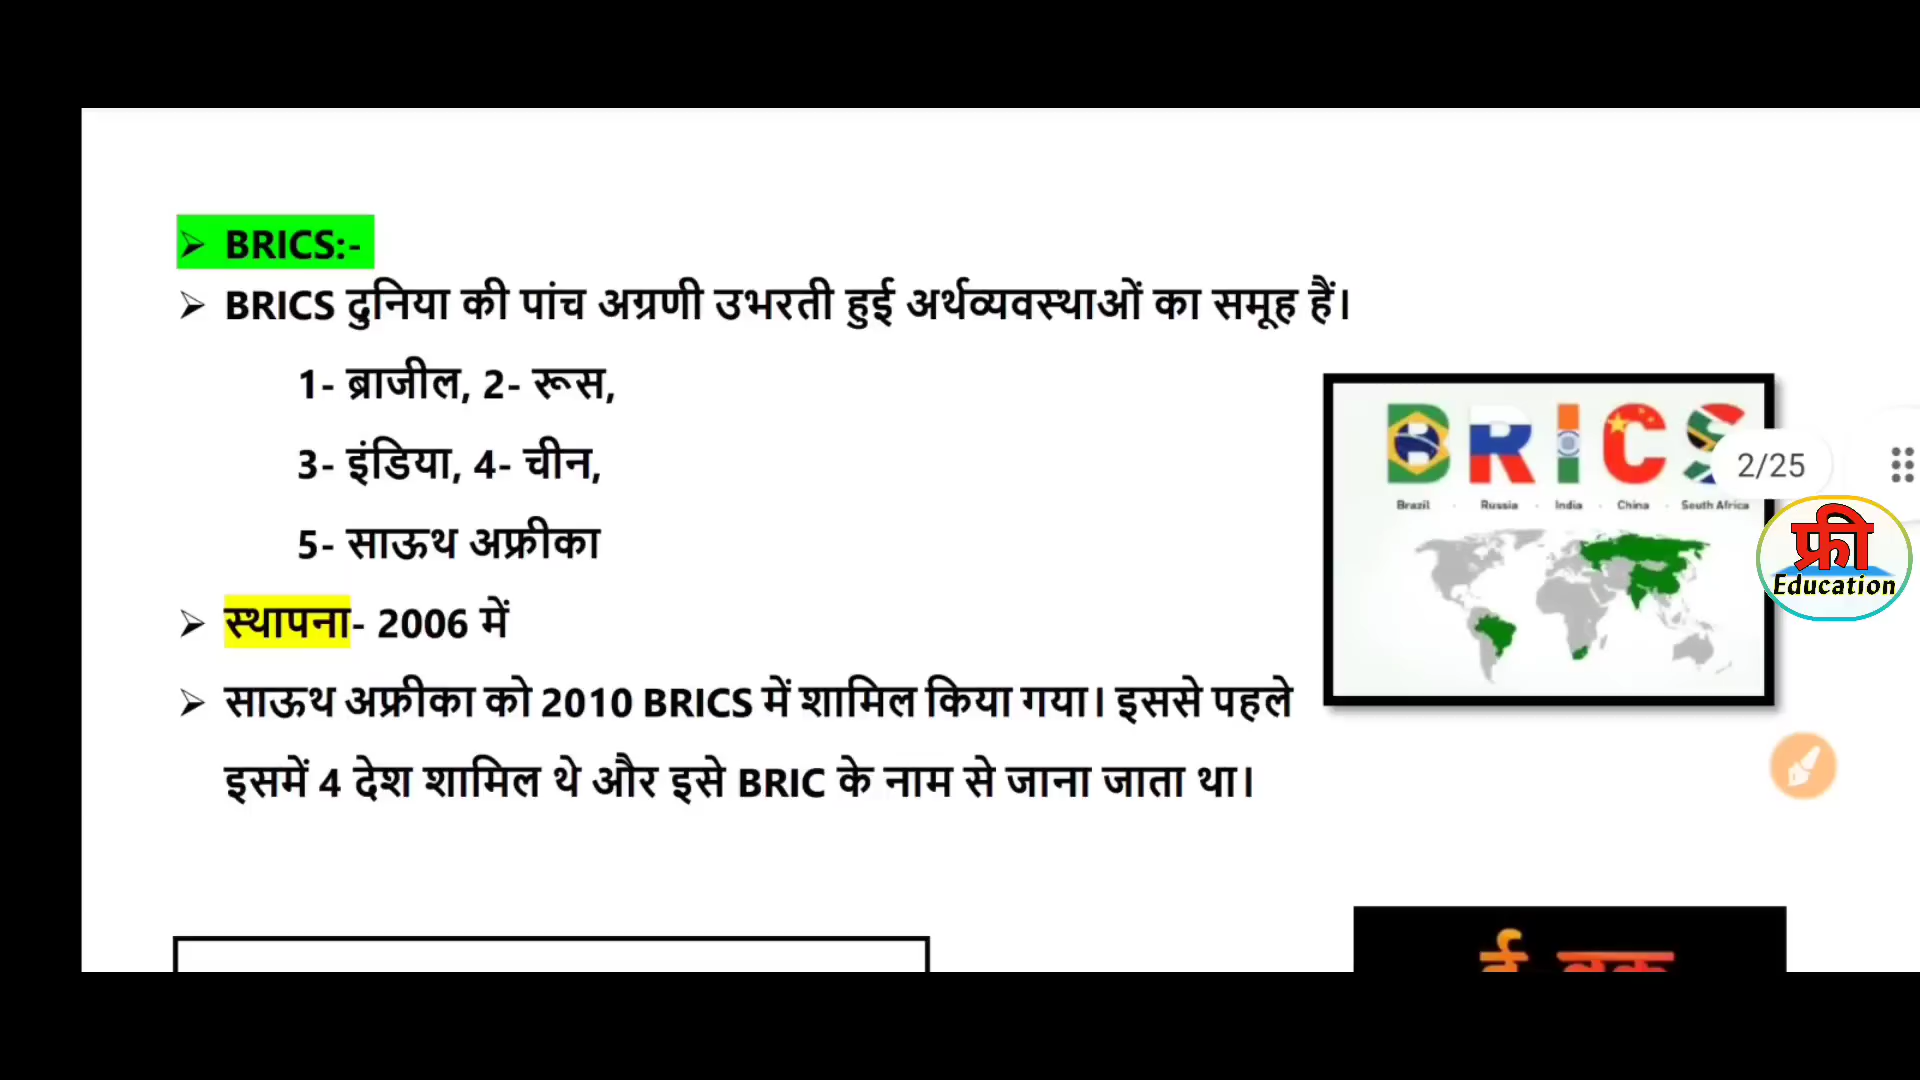 ➢ BRICS:-
➢ BRICS दुनिया की पांच अग्रणी उभरती हुई अर्थव्यवस्थाओं का समूह हैं।
1- ब्राजील, 2- रूस,
3- इंडिया, 4- चीन,
5- साऊथ अफ्रीका
➢ स्थापना- 2006 में
➢ साऊथ अफ्रीका को 2010 BRICS में शामिल किया गया। इससे पहले
इसमें 4 देश शामिल थे और इसे BRIC के नाम से जाना जाता था।
BRICS
Brazil · Russia · India · China · South Africa
2/25
फ्री
Education